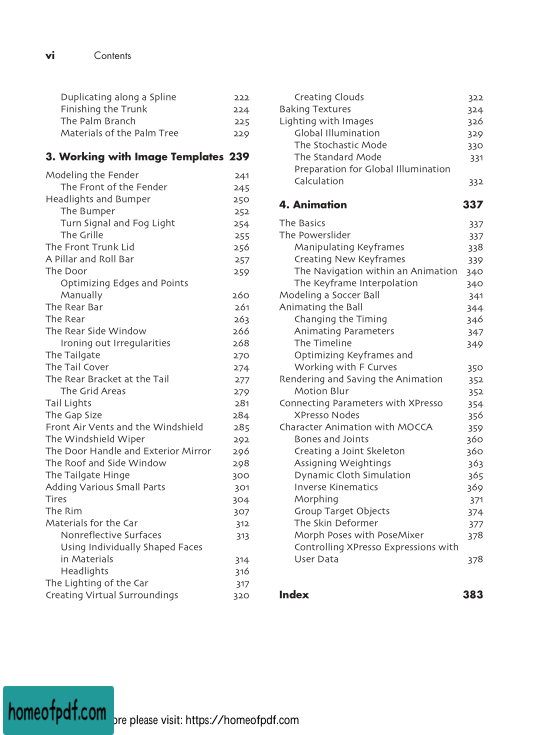 vi Contents
Duplicating along a Spline 222
Finishing the Trunk 224
The Palm Branch 225
Materials of the Palm Tree 229
3. Working with Image Templates 239
Modeling the Fender 241
The Front of the Fender 245
Headlights and Bumper 250
The Bumper 252
Turn Signal and Fog Light 254
The Grille 255
The Front Trunk Lid 256
A Pillar and Roll Bar 257
The Door 259
Optimizing Edges and Points
Manually 260
The Rear Bar 261
The Rear 263
The Rear Side Window 266
Ironing out Irregularities 268
The Tailgate 270
The Tail Cover 274
The Rear Bracket at the Tail 277
The Grid Areas 279
Tail Lights 281
The Gap Size 284
Front Air Vents and the Windshield 285
The Windshield Wiper 292
The Door Handle and Exterior Mirror 296
The Roof and Side Window 298
The Tailgate Hinge 300
Adding Various Small Parts 301
Tires 304
The Rim 307
Materials for the Car 312
Nonreflective Surfaces 313
Using Individually Shaped Faces
in Materials 314
Headlights 316
The Lighting of the Car 317
Creating Virtual Surroundings 320
Creating Clouds 322
Baking Textures 324
Lighting with Images 326
Global Illumination 329
The Stochastic Mode 330
The Standard Mode 331
Preparation for Global Illumination
Calculation 332
4. Animation 337
The Basics 337
The Powerslider 337
Manipulating Keyframes 338
Creating New Keyframes 339
The Navigation within an Animation 340
The Keyframe Interpolation 340
Modeling a Soccer Ball 341
Animating the Ball 344
Changing the Timing 346
Animating Parameters 347
The Timeline 349
Optimizing Keyframes and
Working with F Curves 350
Rendering and Saving the Animation 352
Motion Blur 352
Connecting Parameters with XPresso 354
XPresso Nodes 356
Character Animation with MOCCA 359
Bones and Joints 360
Creating a Joint Skeleton 360
Assigning Weightings 363
Dynamic Cloth Simulation 365
Inverse Kinematics 369
Morphing 371
Group Target Objects 374
The Skin Deformer 377
Morph Poses with PoseMixer 378
Controlling XPresso Expressions with
User Data 378
Index 383
homeofpdf.com ore please visit: https://homeofpdf.com